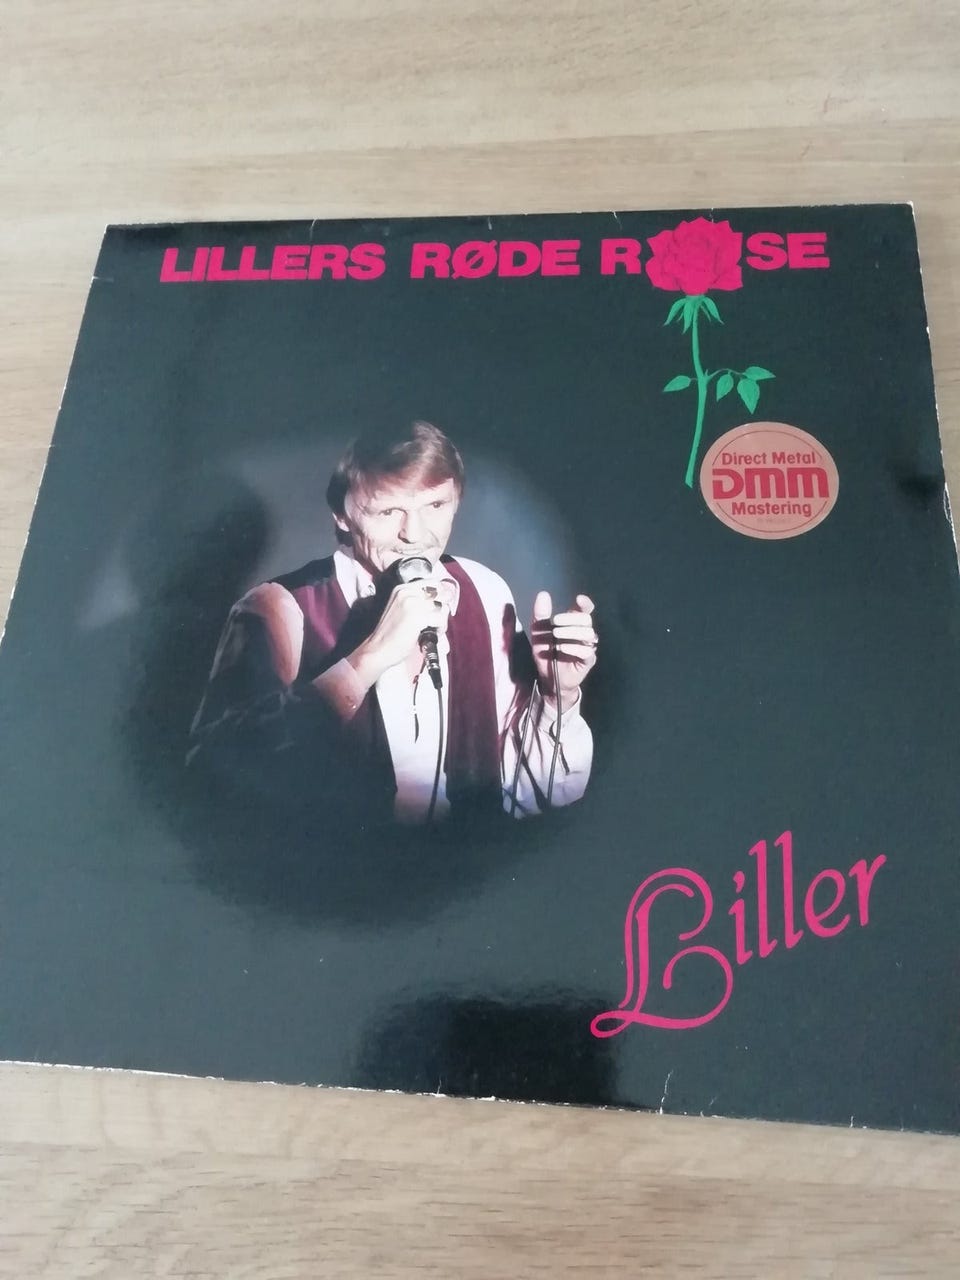 LILLERS RØDE ROSE
Direct Metal
DMM
Mastering
Liller